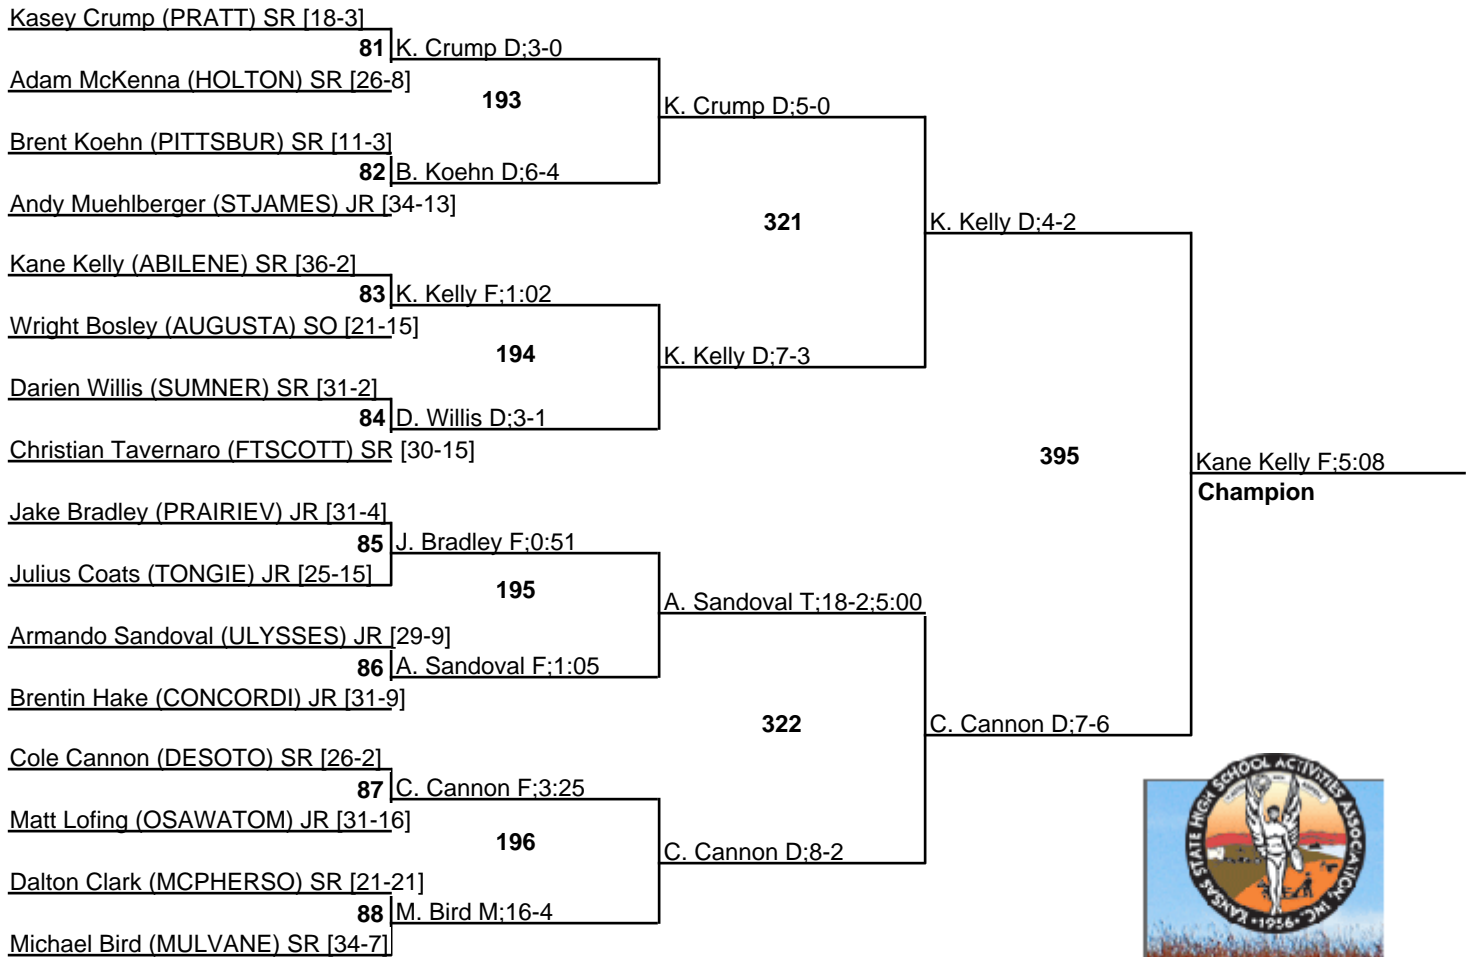 Kasey Crump (PRATT) SR [18-3]
81 K. Crump D;3-0
Adam McKenna (HOLTON) SR [26-8]
193
K. Crump D;5-0
Brent Koehn (PITTSBUR) SR [11-3]
82 B. Koehn D;6-4
Andy Muehlberger (STJAMES) JR [34-13]
321
K. Kelly D;4-2
Kane Kelly (ABILENE) SR [36-2]
83 K. Kelly F;1:02
Wright Bosley (AUGUSTA) SO [21-15]
194
K. Kelly D;7-3
Darien Willis (SUMNER) SR [31-2]
84 D. Willis D;3-1
Christian Tavernaro (FTSCOTT) SR [30-15]
395
Kane Kelly F;5:08
Champion
Jake Bradley (PRAIRIEV) JR [31-4]
85 J. Bradley F;0:51
Julius Coats (TONGIE) JR [25-15]
195
A. Sandoval T;18-2;5:00
Armando Sandoval (ULYSSES) JR [29-9]
86 A. Sandoval F;1:05
Brentin Hake (CONCORDI) JR [31-9]
322
C. Cannon D;7-6
Cole Cannon (DESOTO) SR [26-2]
87 C. Cannon F;3:25
Matt Lofing (OSAWATOM) JR [31-16]
196
C. Cannon D;8-2
Dalton Clark (MCPHERSO) SR [21-21]
88 M. Bird M;16-4
Michael Bird (MULVANE) SR [34-7]
KANSAS STATE HIGH SCHOOL ACTIVITIES ASSOCIATION, INC.
•1956•